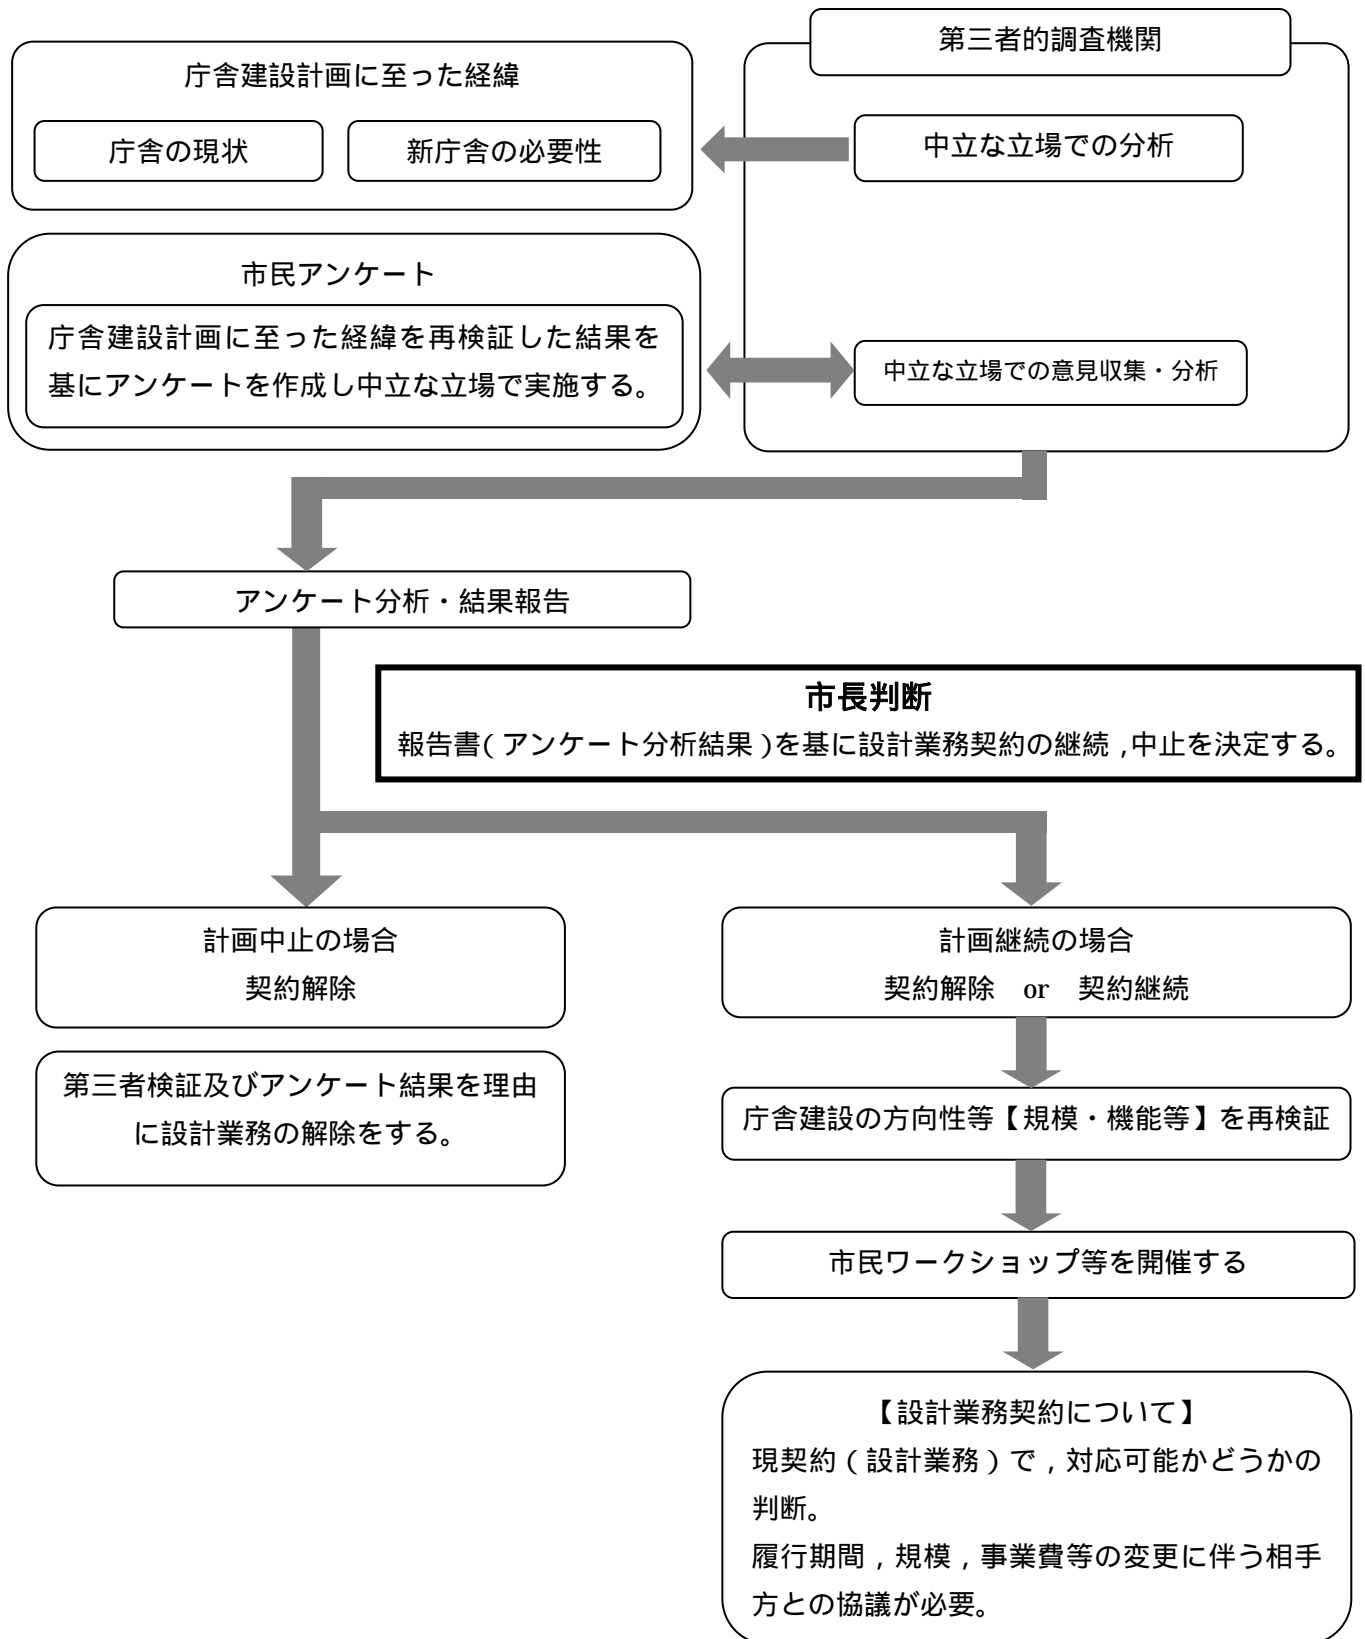 第三者的調査機関
庁舎建設計画に至った経緯
庁舎の現状
新庁舎の必要性
中立な立場での分析
市民アンケート
庁舎建設計画に至った経緯を再検証した結果を
基にアンケートを作成し中立な立場で実施する。
中立な立場での意見収集・分析
アンケート分析・結果報告
市長判断
報告書(アンケート分析結果)を基に設計業務契約の継続,中止を決定する。
計画中止の場合
契約解除
第三者検証及びアンケート結果を理由
に設計業務の解除をする。
計画継続の場合
契約解除　or　契約継続
庁舎建設の方向性等【規模・機能等】を再検証
市民ワークショップ等を開催する
【設計業務契約について】
現契約(設計業務)で,対応可能かどうかの
判断。
履行期間,規模,事業費等の変更に伴う相手
方との協議が必要。